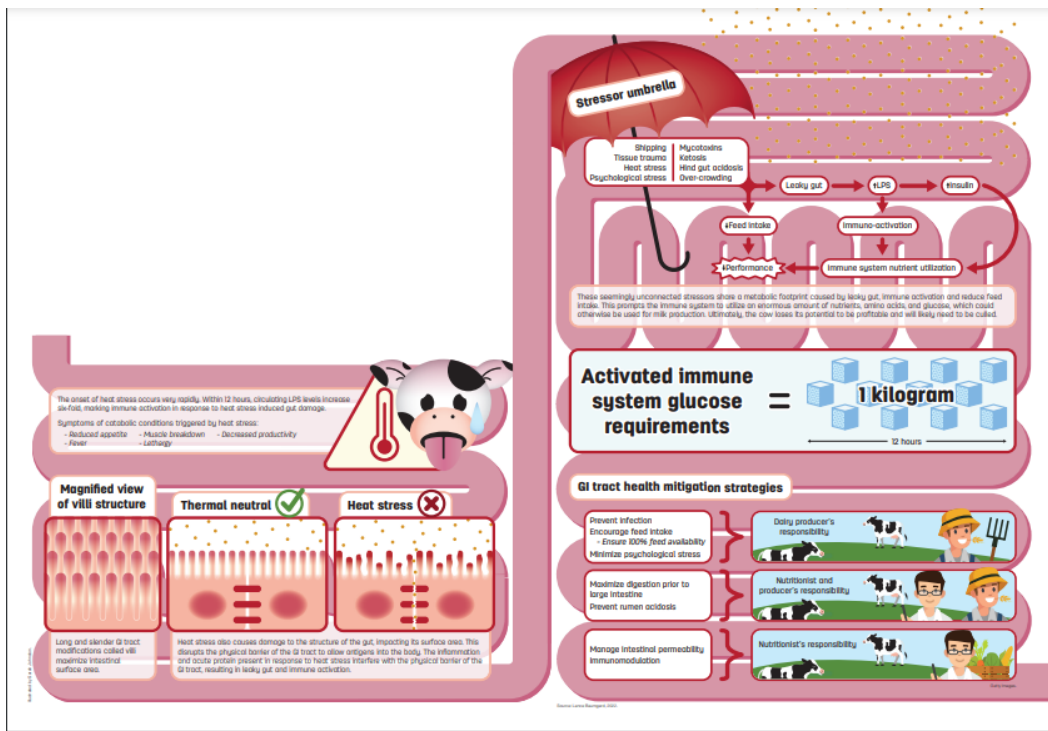 Stressor umbrella
Shipping
Tissue trauma
Heat stress
Psychological stress
Mycotoxins
Ketosis
Hind gut acidosis
Over-crowding
Leaky gut
↑LPS
↑Insulin
↓Feed Intake
Immuno-activation
↓Performance
Immune system nutrient utilization
These seemingly unconnected stressors share a metabolic footprint caused by leaky gut, immune activation and reduce feed
intake. This prompts the immune system to utilize an enormous amount of nutrients, amino acids, and glucose, which could
otherwise be used for milk production. Ultimately, the cow loses its potential to be profitable and will likely need to be culled.
The onset of heat stress occurs very rapidly. Within 12 hours, circulating LPS levels increase
six-fold, marking immune activation in response to heat stress induced gut damage.
Symptoms of catabolic conditions triggered by heat stress:
- Reduced appetite
- Muscle breakdown
- Decreased productivity
- Fever
- Lethargy
Magnified view
of villi structure
Thermal neutral
Heat stress
Long and slender GI tract
modifications called villi
maximize intestinal
surface area.
Heat stress also causes damage to the structure of the gut, impacting its surface area. This
disrupts the physical barrier of the GI tract to allow antigens into the body. The inflammation
and acute protein present in response to heat stress interfere with the physical barrier of the
GI tract, resulting in leaky gut and immune activation.
Activated immune
system glucose
requirements
=
1 kilogram
12 hours
GI tract health mitigation strategies
Prevent infection
Encourage feed intake
- Ensure 100% feed availability
Minimize psychological stress
Dairy producer's
responsibility
Maximize digestion prior to
large intestine
Prevent rumen acidosis
Nutritionist and
producer's responsibility
Manage intestinal permeability
Immunomodulation
Nutritionist's responsibility
Getty Images